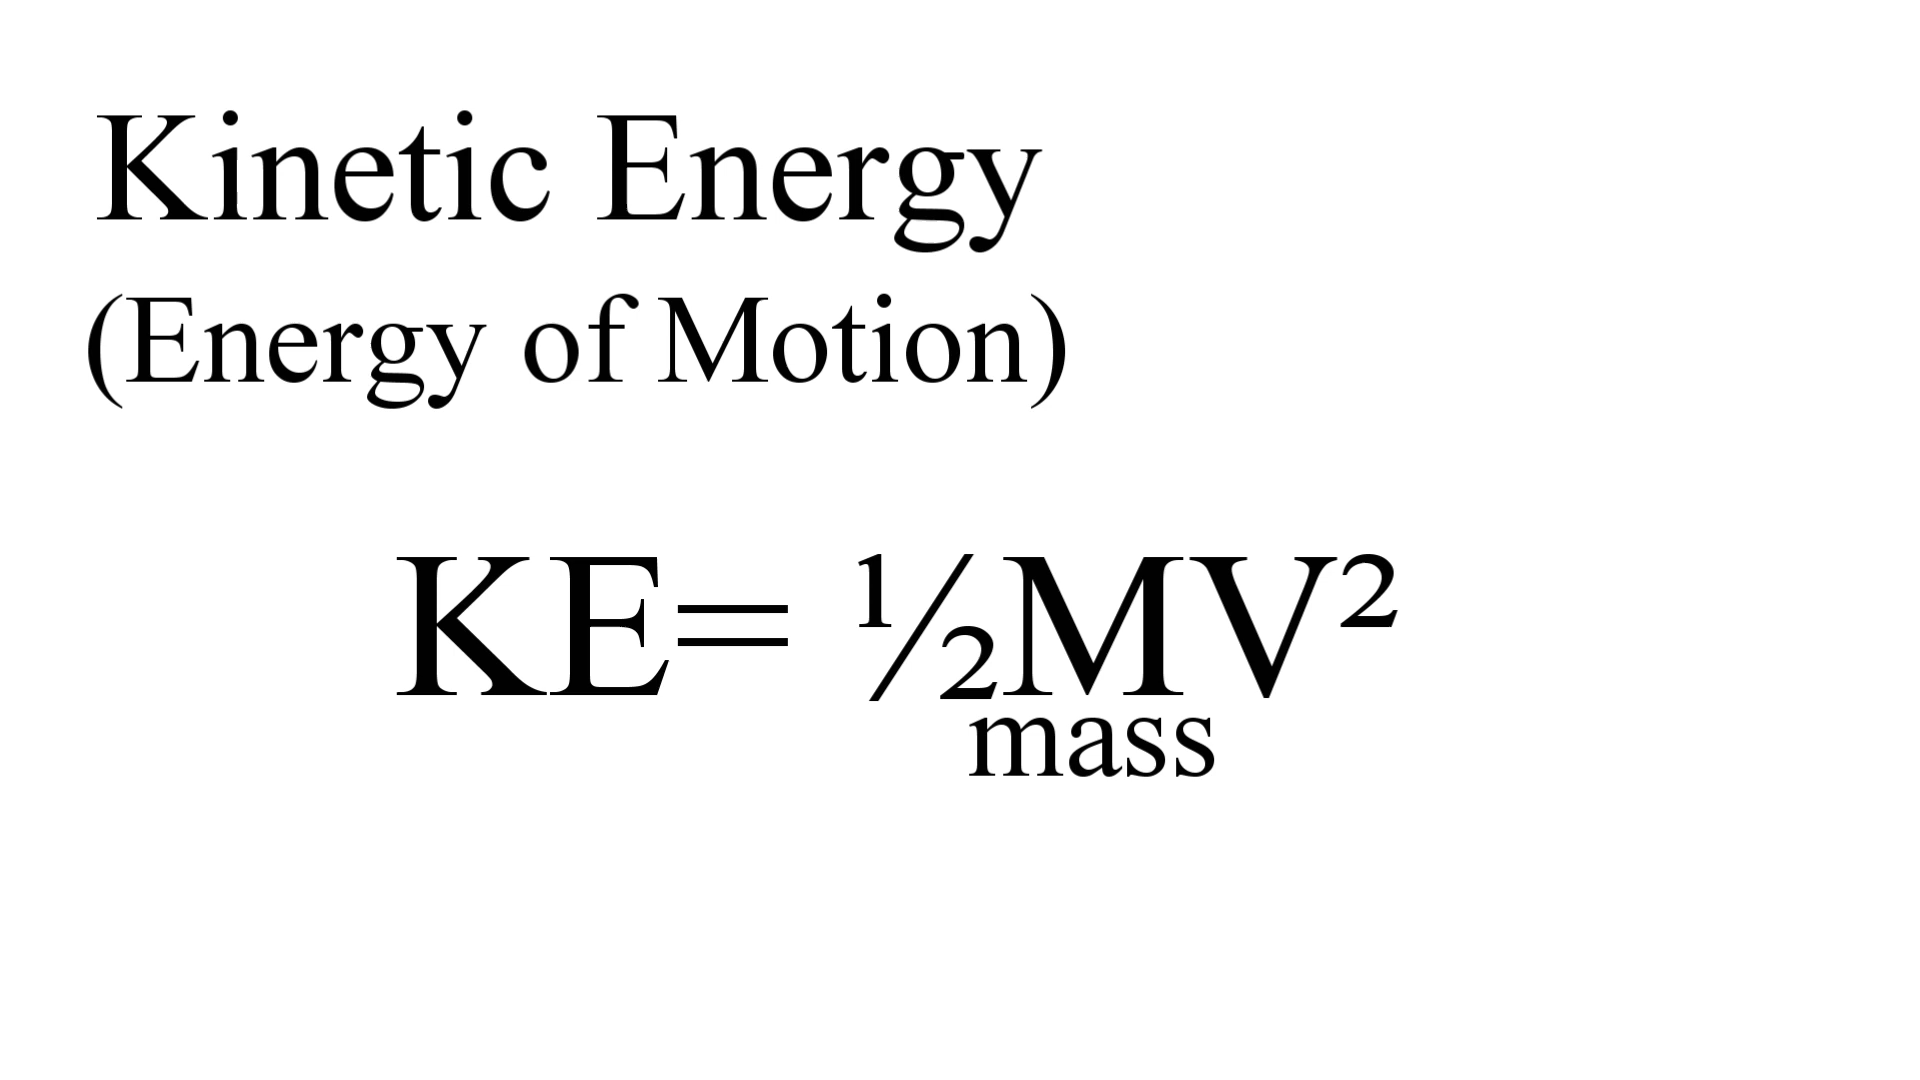 Kinetic Energy
(Energy of Motion)
KE= ½MV²
mass